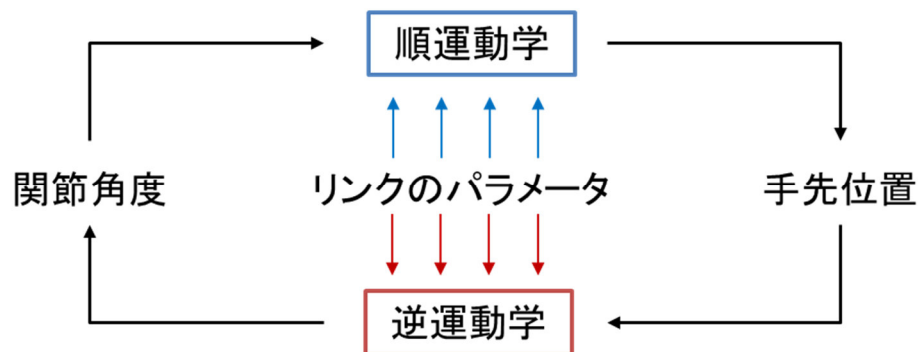 順運動学
関節角度
リンクのパラメータ
手先位置
逆運動学